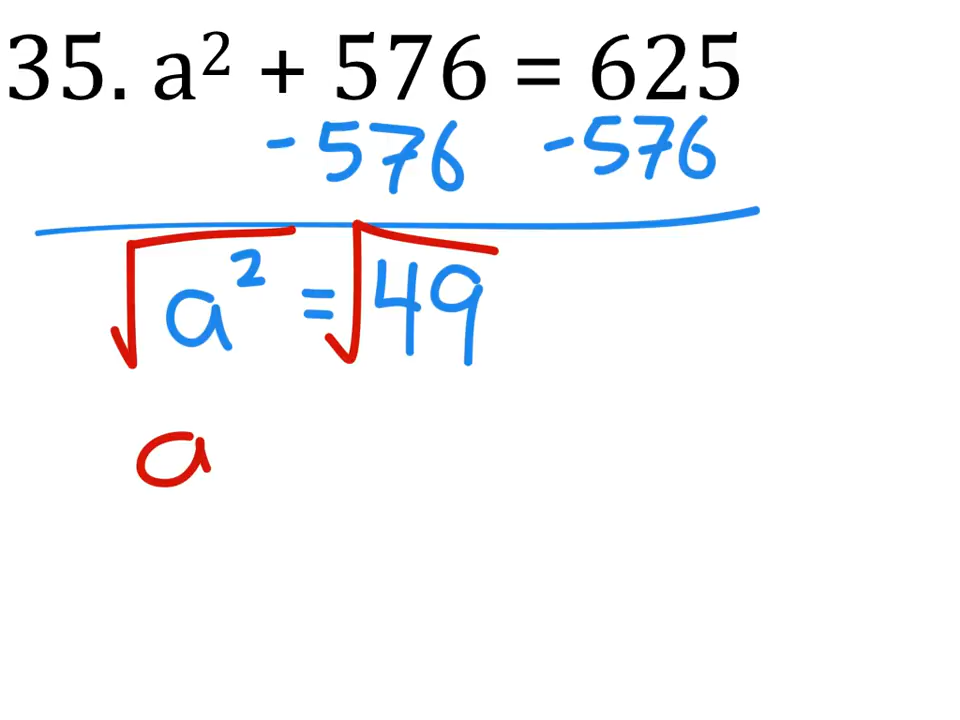 35. a² + 576 = 625
-576 -576
√a² = √49
a